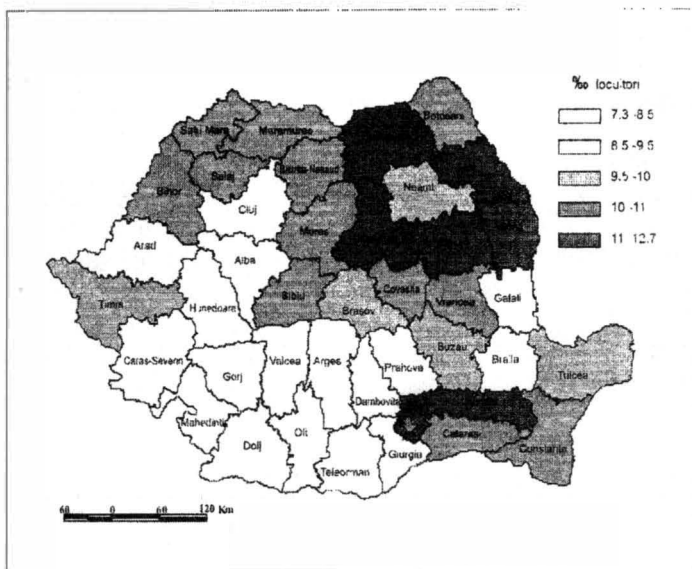 ‰ locuitori
7.3 -8.5
8.5 -9.5
9.5 -10
10 -11
11 -12.7
Botosani
Satu Mare
Maramures
Bistrita-Nasaud
Salaj
Bihor
Neamt
Cluj
Mures
Arad
Alba
Timis
Hunedoara
Sibiu
Brasov
Covasna
Vrancea
Galati
Caras-Severin
Gorj
Valcea
Arges
Prahova
Buzau
Braila
Tulcea
Dambovita
Mahedinti
Dolj
Olt
Teleorman
Giurgiu
Calarasi
Constanta
60 0 60 120 Km